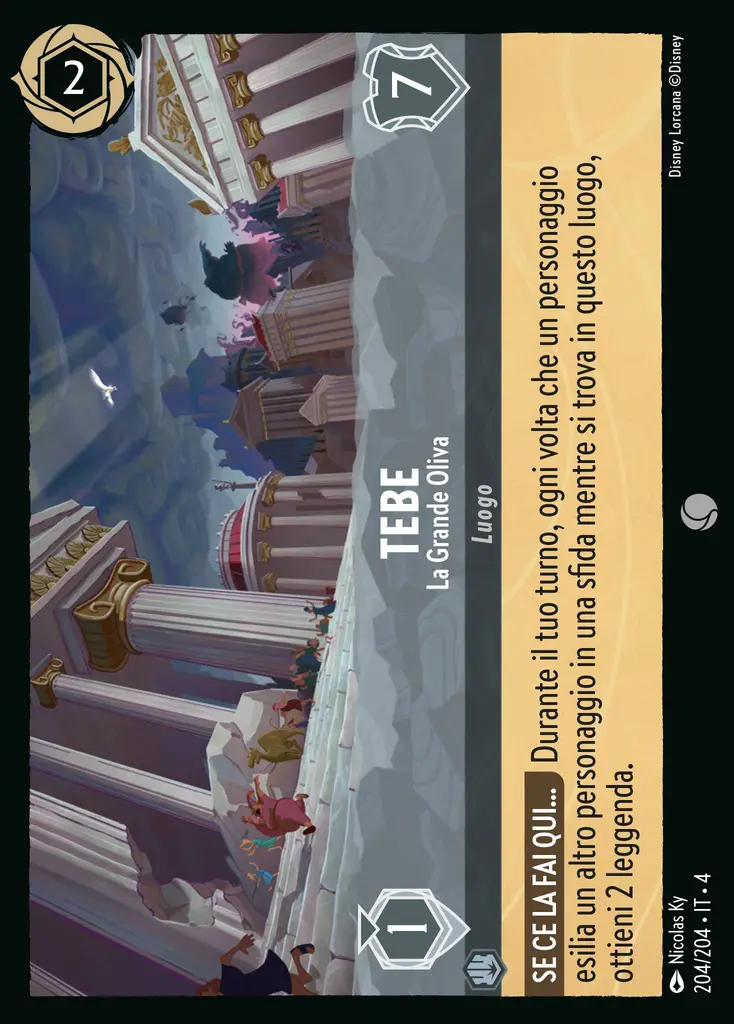 2
TEBE
La Grande Oliva
1
7
Luogo
SE CE LA FAI QUI... Durante il tuo turno, ogni volta che un personaggio
esilia un altro personaggio in una sfida mentre si trova in questo luogo,
ottieni 2 leggenda.
Nicolas Ky
204/204 • IT • 4
Disney Lorcana ©Disney